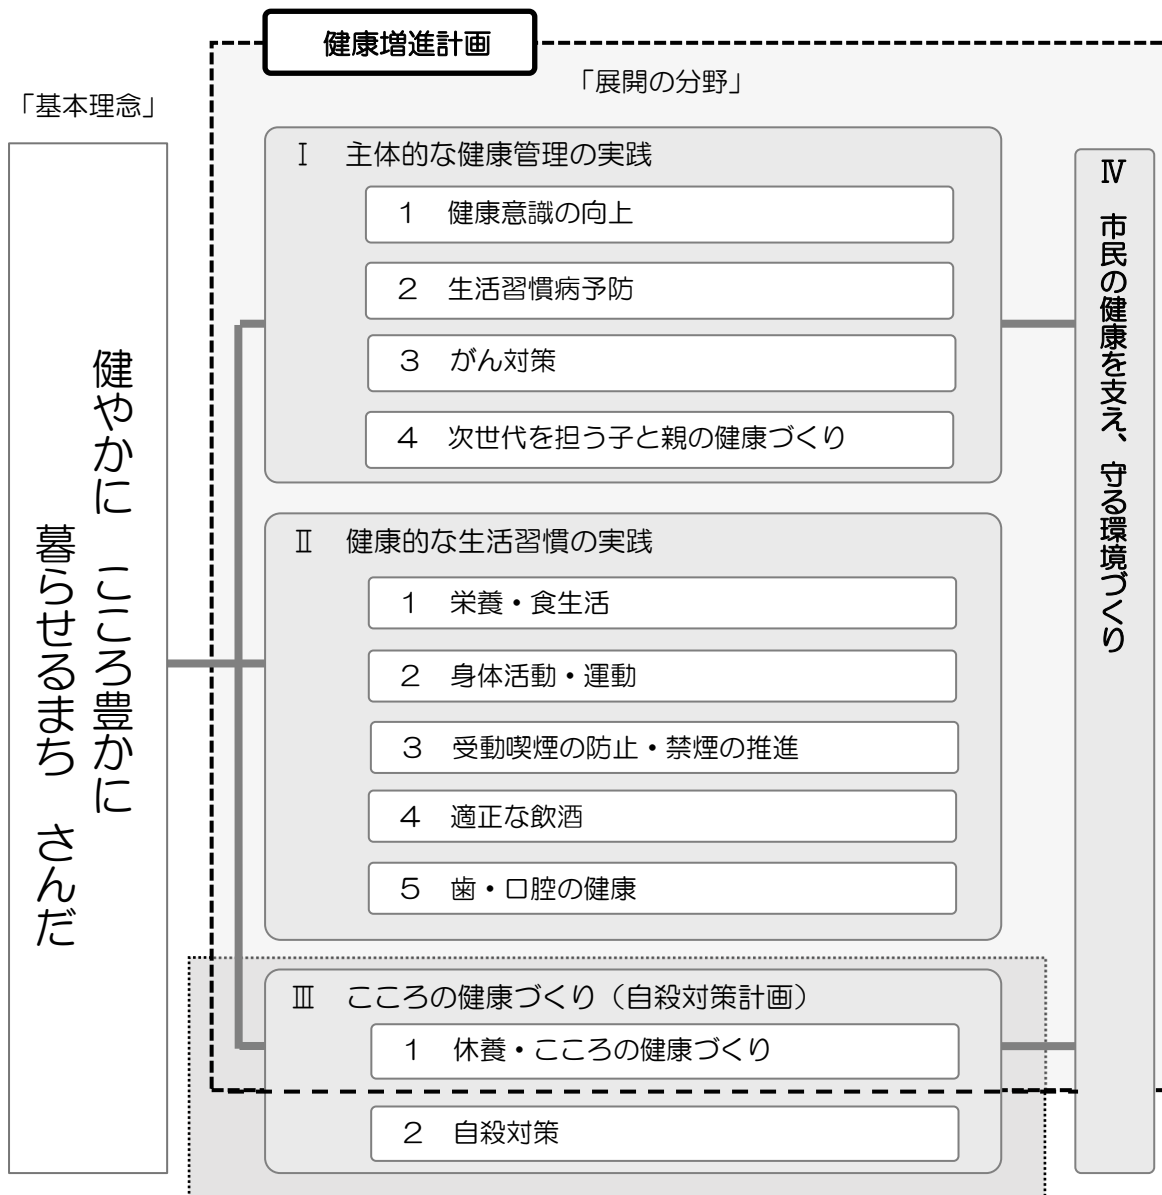 健康増進計画
「展開の分野」
「基本理念」
健やかに　こころ豊かに
暮らせるまち　さんだ
Ⅰ　主体的な健康管理の実践
１　健康意識の向上
２　生活習慣病予防
３　がん対策
４　次世代を担う子と親の健康づくり
Ⅱ　健康的な生活習慣の実践
１　栄養・食生活
２　身体活動・運動
３　受動喫煙の防止・禁煙の推進
４　適正な飲酒
５　歯・口腔の健康
Ⅲ　こころの健康づくり（自殺対策計画）
１　休養・こころの健康づくり
２　自殺対策
Ⅳ　市民の健康を支え、守る環境づくり